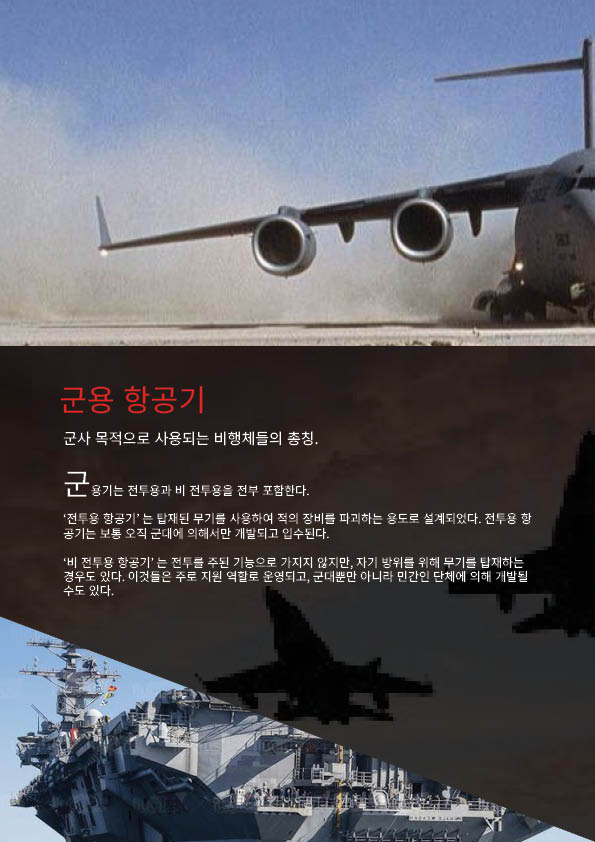 군용 항공기
군사 목적으로 사용되는 비행체들의 총칭.
군용기는 전투용과 비 전투용을 전부 포함한다.
‘전투용 항공기’ 는 탑재된 무기를 사용하여 적의 장비를 파괴하는 용도로 설계되었다. 전투용 항
공기는 보통 오직 군대에 의해서만 개발되고 입수된다.
‘비 전투용 항공기’ 는 전투를 주된 기능으로 가지지 않지만, 자기 방위를 위해 무기를 탑재하는
경우도 있다. 이것들은 주로 지원 역할로 운영되고, 군대뿐만 아니라 민간인 단체에 의해 개발될
수도 있다.